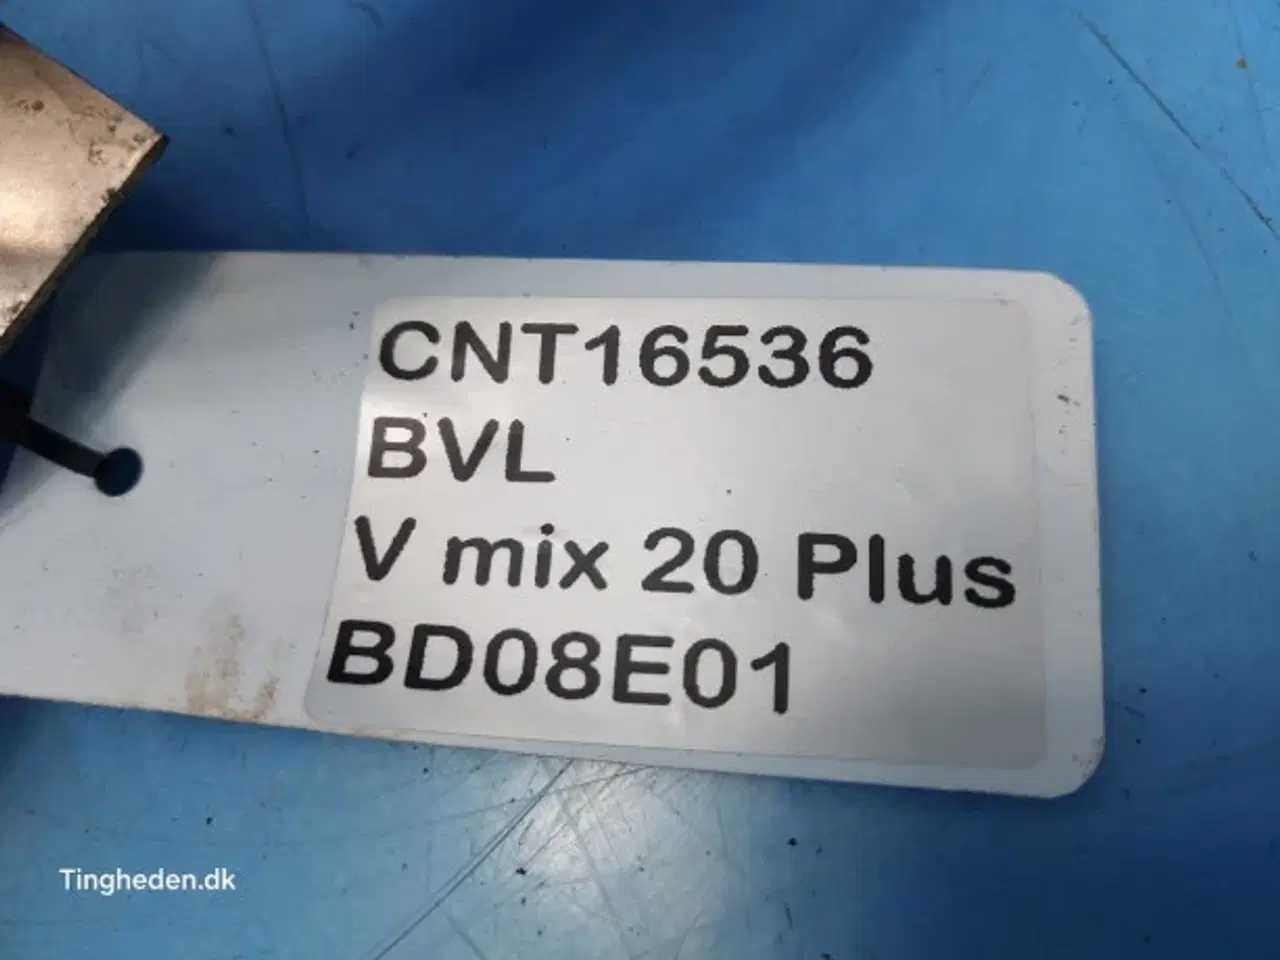 CNT16536
BVL
V mix 20 Plus
BD08E01
Tingheden.dk